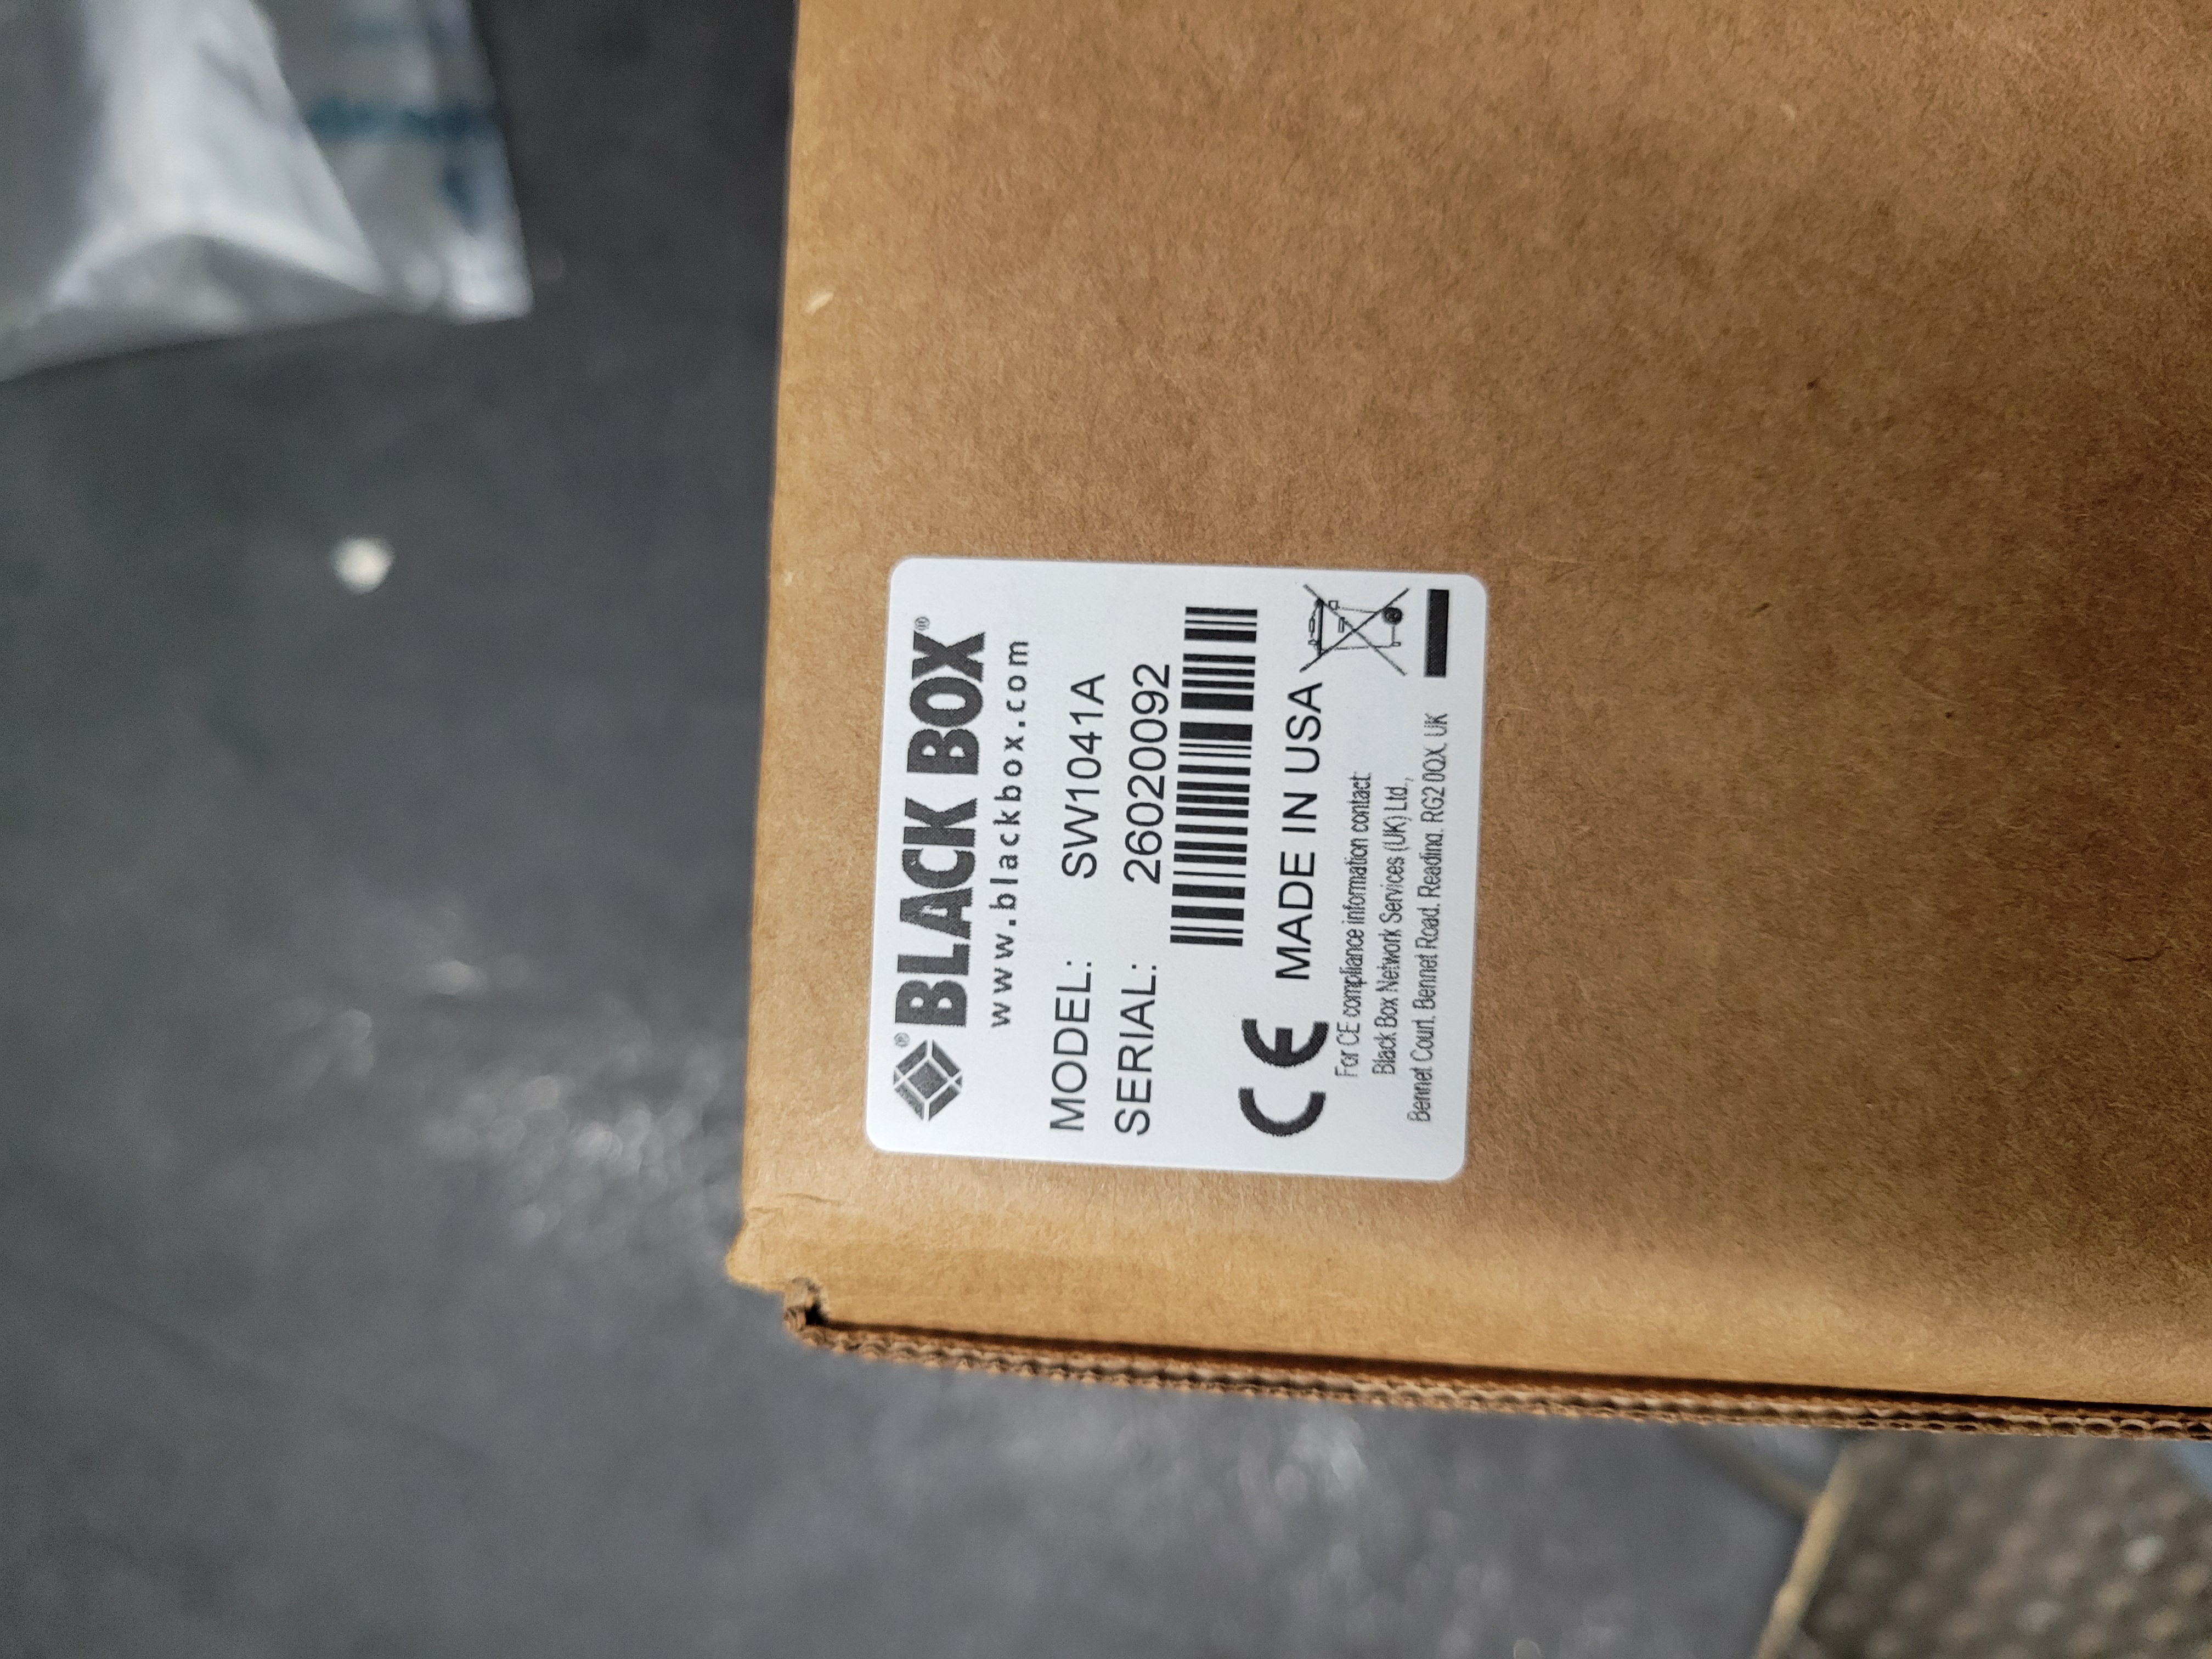 BLACK BOX®
www.blackbox.com
MODEL: SW1041A
SERIAL: 26020092
CE MADE IN USA
For CE compliance information contact:
Black Box Network Services (UK) Ltd.,
Bennet Court, Bennet Road, Reading, RG2 0QX, UK